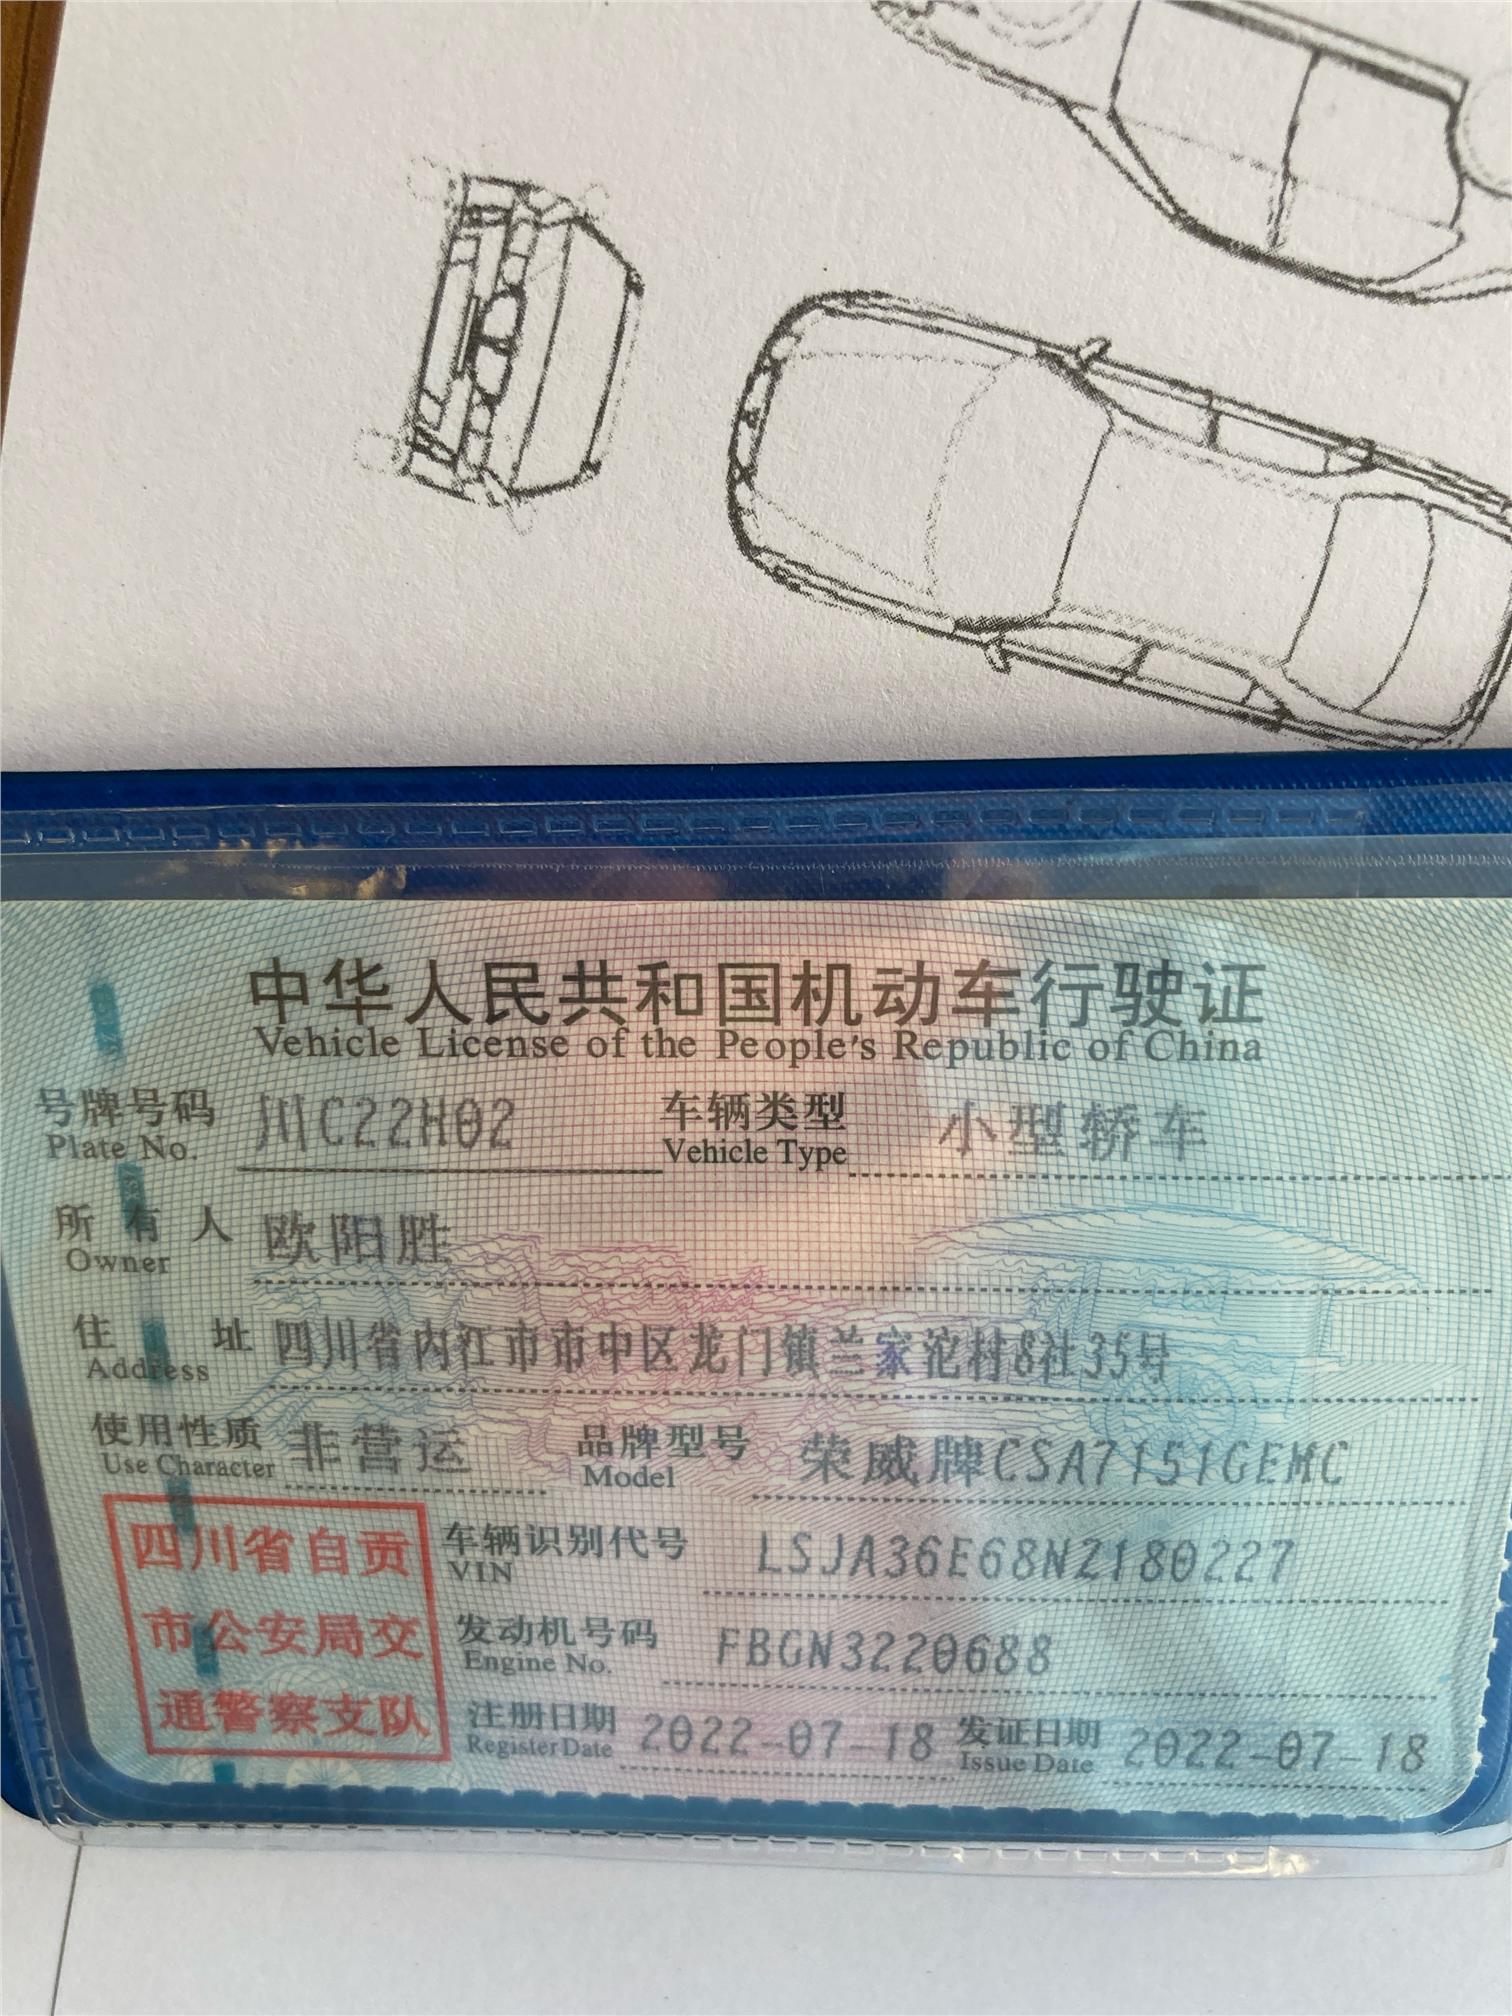 中华人民共和国机动车行驶证
Vehicle License of the People's Republic of China
号牌号码 川C22H02 车辆类型 小型轿车
Plate No. Vehicle Type
所有人 欧阳胜
Owner
住址 四川省内江市市中区龙门镇兰家沱村8社35号
Address
使用性质 非营运 品牌型号 荣威牌CSA7151GEMC
Use Character Model
四川省自贡
市公安局交
通警察支队
车辆识别代号 LSJA36E68NZ180227
VIN
发动机号码 FBGN3220688
Engine No.
注册日期 2022-07-18 发证日期 2022-07-18
Register Date Issue Date